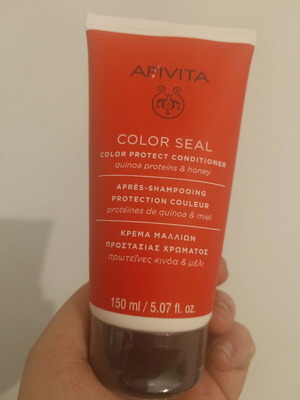 APIVITA
COLOR SEAL
COLOR PROTECT CONDITIONER
quinoa proteins & honey
APRÈS-SHAMPOOING
PROTECTION COULEUR
protéines de quinoa & miel
ΚΡΕΜΑ ΜΑΛΛΙΩΝ
ΠΡΟΣΤΑΣΙΑΣ ΧΡΩΜΑΤΟΣ
πρωτεΐνες κινόα & μέλι
150 ml / 5.07 fl. oz.